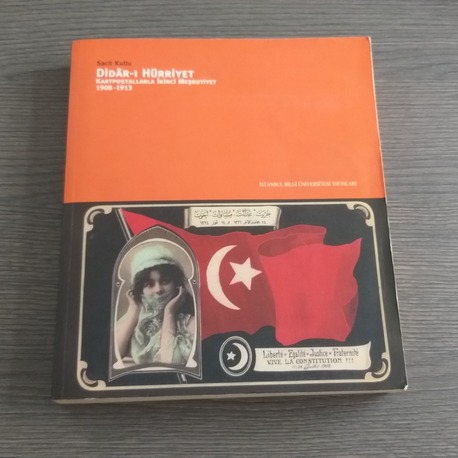 Sacit Kutlu
DİDÂR-I HÜRRİYET
KARTPOSTALLARLA İKİNCİ MEŞRUTİYET
1908-1913
İSTANBUL BİLGİ ÜNİVERSİTESİ YAYINLARI
Liberté - Egalité - Justice - Fraternité
VIVE LA CONSTITUTION !!!